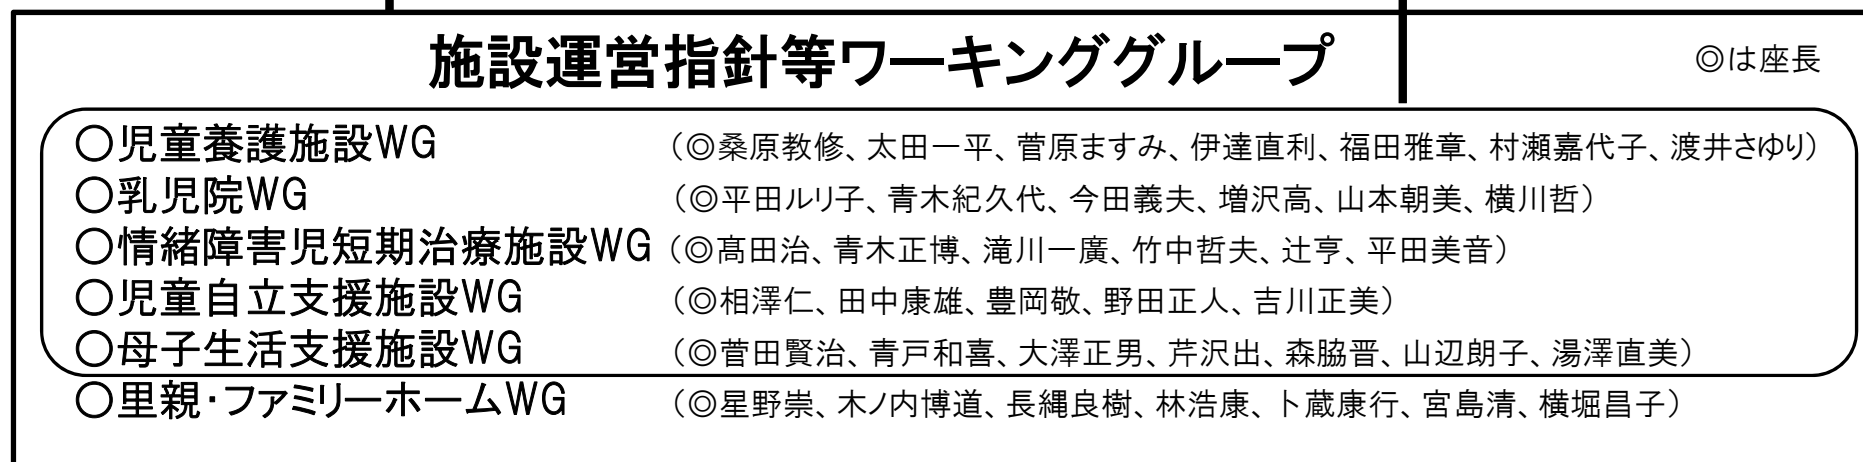 施設運営指針等ワーキンググループ ◎は座長
○児童養護施設WG （◎桑原教修、太田一平、菅原ますみ、伊達直利、福田雅章、村瀬嘉代子、渡井さゆり）
○乳児院WG （◎平田ルリ子、青木紀久代、今田義夫、増沢高、山本朝美、横川哲）
○情緒障害児短期治療施設WG （◎髙田治、青木正博、滝川一廣、竹中哲夫、辻亨、平田美音）
○児童自立支援施設WG （◎相澤仁、田中康雄、豊岡敬、野田正人、吉川正美）
○母子生活支援施設WG （◎菅田賢治、青戸和喜、大澤正男、芹沢出、森脇晋、山辺朗子、湯澤直美）
○里親・ファミリーホームWG （◎星野崇、木ノ内博道、長縄良樹、林浩康、卜蔵康行、宮島清、横堀昌子）